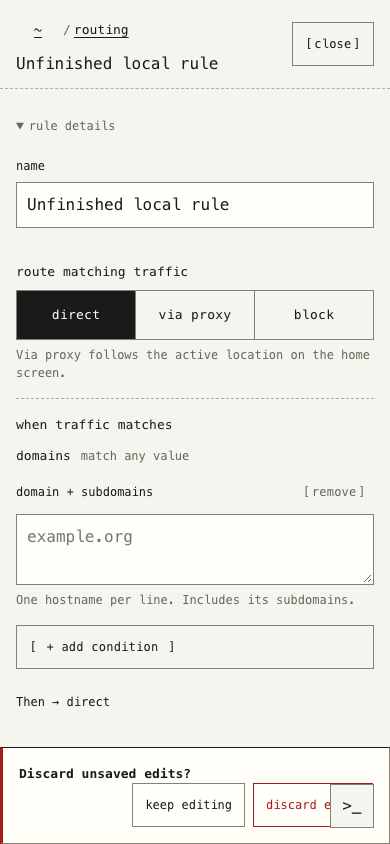 ~ / routing
[close]
Unfinished local rule
▼ rule details
name
Unfinished local rule
route matching traffic
direct
via proxy
block
Via proxy follows the active location on the home
screen.
when traffic matches
domains match any value
domain + subdomains
[remove]
example.org
One hostname per line. Includes its subdomains.
[ + add condition ]
Then → direct
Discard unsaved edits?
keep editing
discard
>_